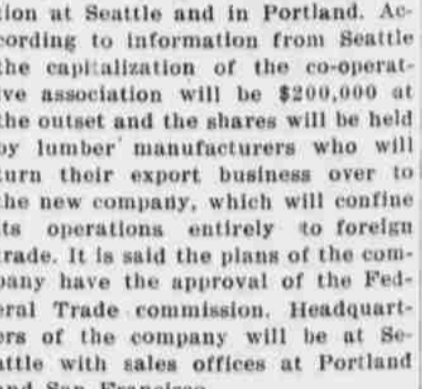 tion at Seattle and in Portland. Ac-
cording to information from Seattle
the capitalization of the co-operat-
ive association will be $200,000 at
the outset and the shares will be held
by lumber manufacturers who will
turn their export business over to
the new company, which will confine
its operations entirely to foreign
trade. It is said the plans of the com-
pany have the approval of the Fed-
eral Trade commission. Headquart-
ers of the company will be at Se-
attle with sales offices at Portland
and San Francisco.